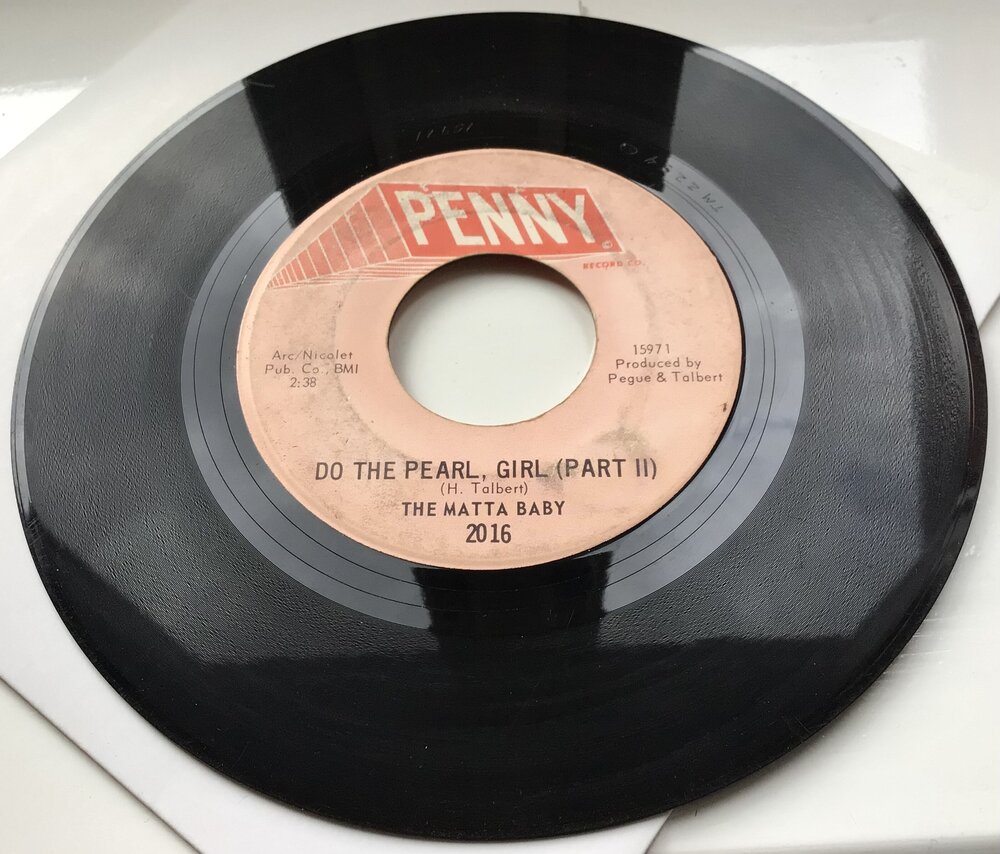 PENNY
©
RECORD CO.
Arc/Nicolet
Pub. Co., BMI
2:38
15971
Produced by
Pegue & Talbert
DO THE PEARL, GIRL (PART II)
(H. Talbert)
THE MATTA BABY
2016